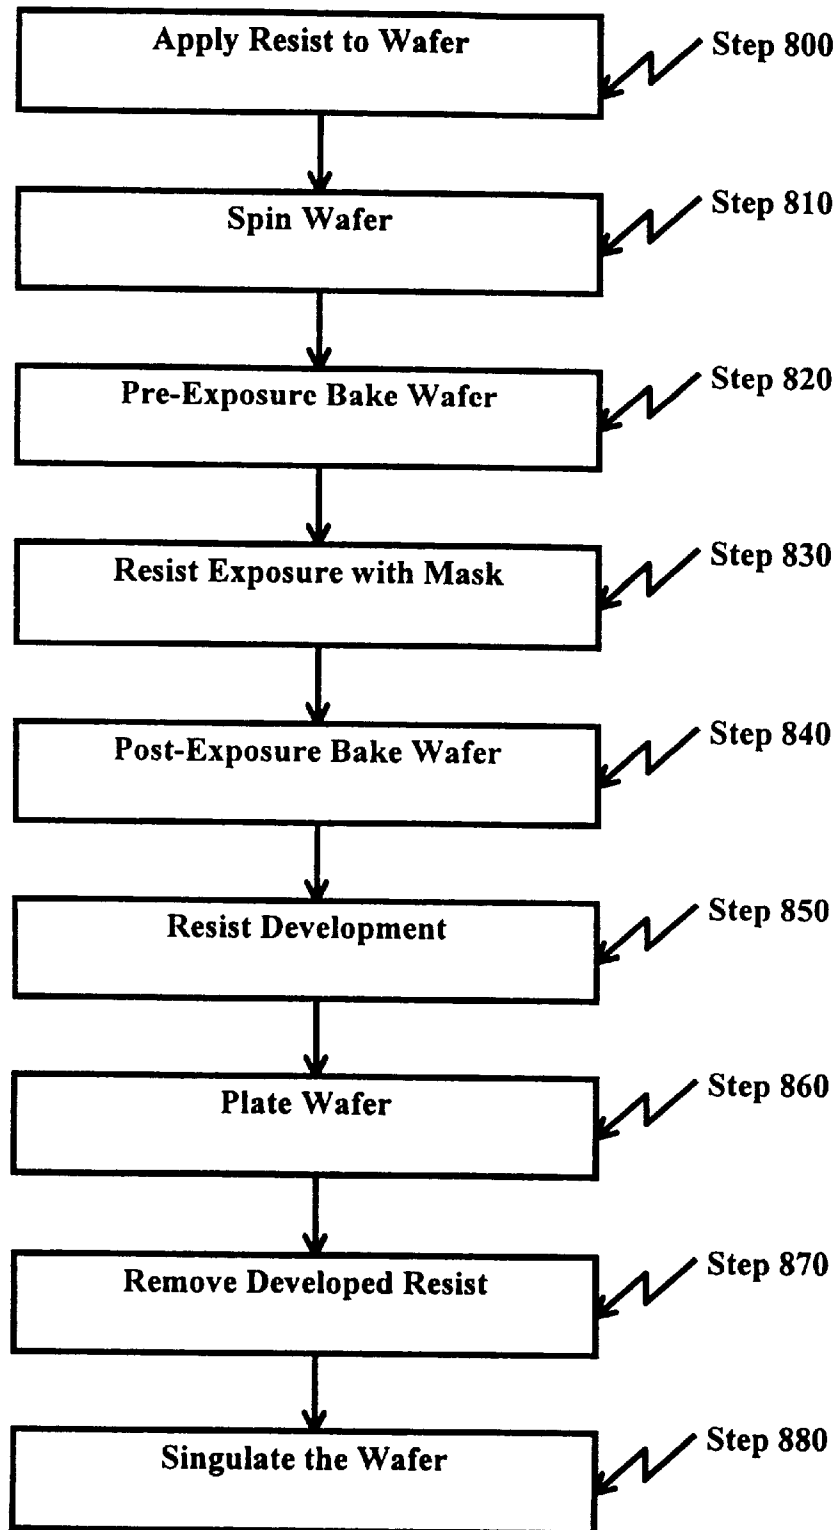 Apply Resist to Wafer
Step 800
Spin Wafer
Step 810
Pre-Exposure Bake Wafer
Step 820
Resist Exposure with Mask
Step 830
Post-Exposure Bake Wafer
Step 840
Resist Development
Step 850
Plate Wafer
Step 860
Remove Developed Resist
Step 870
Singulate the Wafer
Step 880